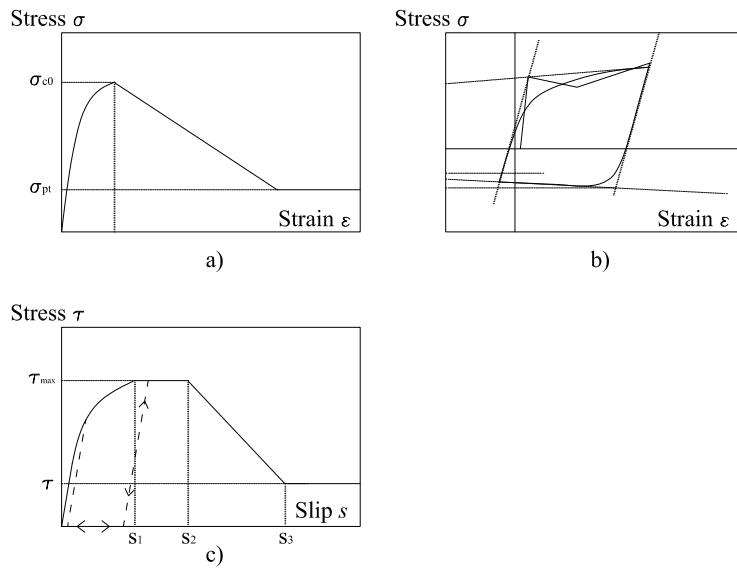 Stress σ
σc0
σpt
Strain ε
a)
Stress σ
Strain ε
b)
Stress τ
τmax
τ
Slip s
s1 s2 s3
c)